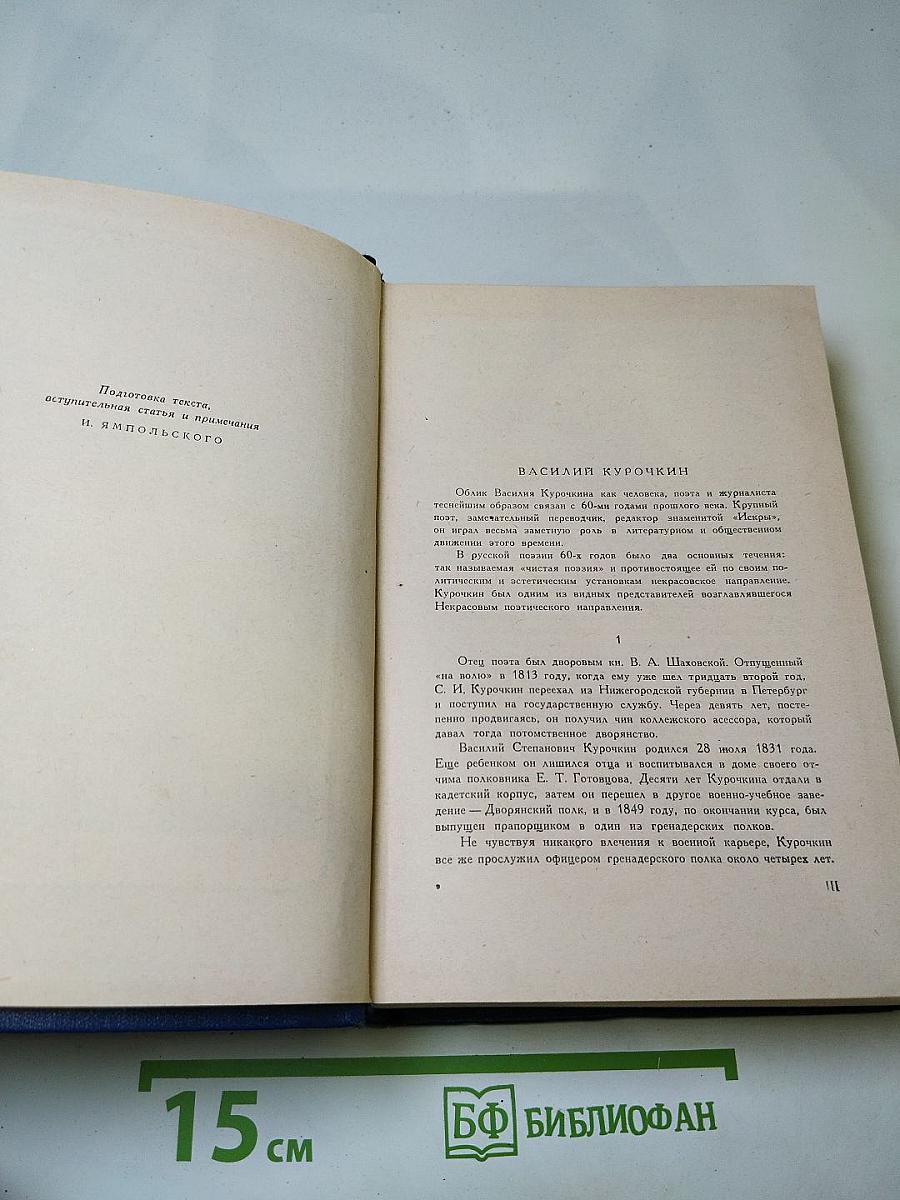 Подготовка текста,
вступительная статья и примечания
И. ЯМПОЛЬСКОГО
ВАСИЛИЙ КУРОЧКИН
Облик Василия Курочкина как человека, поэта и журналиста
теснейшим образом связан с 60-ми годами прошлого века. Крупный
поэт, замечательный переводчик, редактор знаменитой «Искры»,
он играл весьма заметную роль в литературном и общественном
движении этого времени.
В русской поэзии 60-х годов было два основных течения:
так называемая «чистая поэзия» и противостоящее ей по своим по-
литическим и эстетическим установкам некрасовское направление.
Курочкин был одним из видных представителей возглавлявшегося
Некрасовым поэтического направления.
1
Отец поэта был дворовым кн. В. А. Шаховской. Отпущенный
«на волю» в 1813 году, когда ему уже шел тридцать второй год,
С. И. Курочкин переехал из Нижегородской губернии в Петербург
и поступил на государственную службу. Через девять лет, посте-
пенно продвигаясь, он получил чин коллежского асессора, который
давал тогда потомственное дворянство.
Василий Степанович Курочкин родился 28 июля 1831 года.
Еще ребенком он лишился отца и воспитывался в доме своего от-
чима полковника Е. Т. Готовцова. Десяти лет Курочкина отдали в
кадетский корпус, затем он перешел в другое военно-учебное заве-
дение — Дворянский полк, и в 1849 году, по окончании курса, был
выпущен прапорщиком в один из гренадерских полков.
Не чувствуя никакого влечения к военной карьере, Курочкин
все же прослужил офицером гренадерского полка около четырех лет.
III
15 см
БФ БИБЛИОФАН